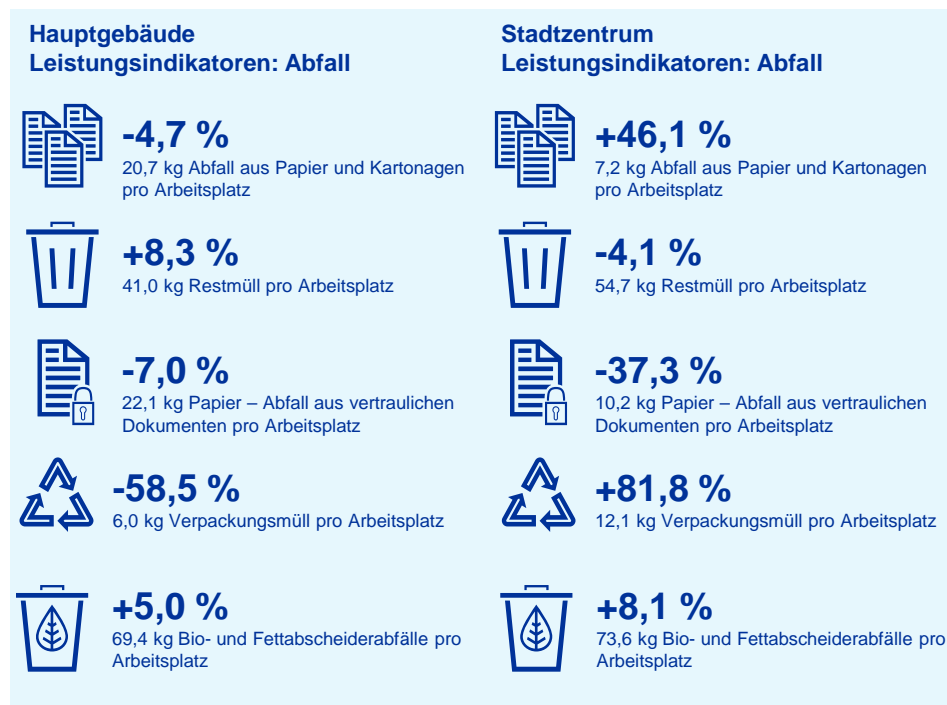 Hauptgebäude
Leistungsindikatoren: Abfall
-4,7 %
20,7 kg Abfall aus Papier und Kartonagen
pro Arbeitsplatz
+8,3 %
41,0 kg Restmüll pro Arbeitsplatz
-7,0 %
22,1 kg Papier – Abfall aus vertraulichen
Dokumenten pro Arbeitsplatz
-58,5 %
6,0 kg Verpackungsmüll pro Arbeitsplatz
+5,0 %
69,4 kg Bio- und Fettabscheiderabfälle pro
Arbeitsplatz
Stadtzentrum
Leistungsindikatoren: Abfall
+46,1 %
7,2 kg Abfall aus Papier und Kartonagen
pro Arbeitsplatz
-4,1 %
54,7 kg Restmüll pro Arbeitsplatz
-37,3 %
10,2 kg Papier – Abfall aus vertraulichen
Dokumenten pro Arbeitsplatz
+81,8 %
12,1 kg Verpackungsmüll pro Arbeitsplatz
+8,1 %
73,6 kg Bio- und Fettabscheiderabfälle pro
Arbeitsplatz